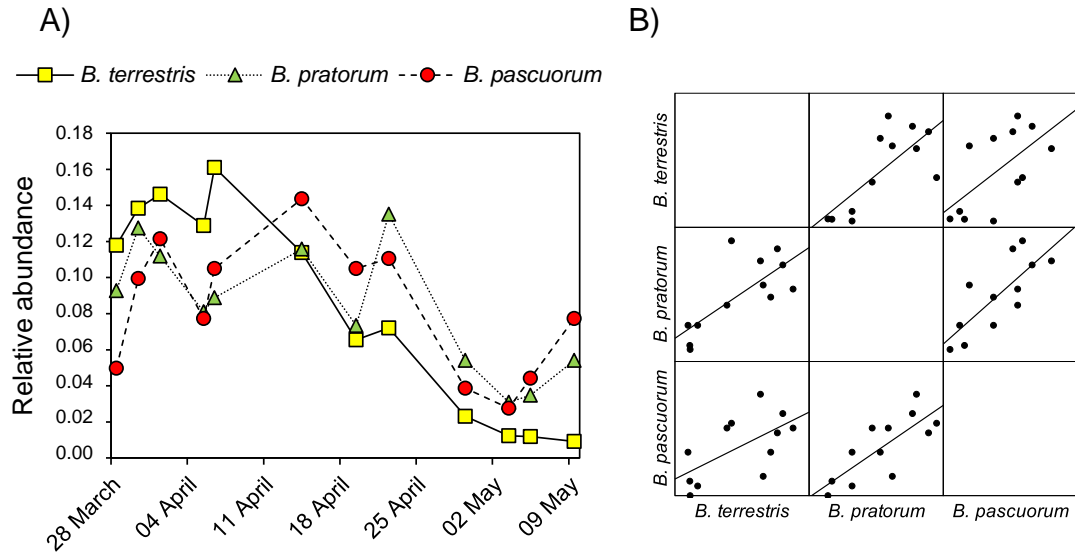 A)
B)
B. terrestris B. pratorum B. pascuorum
Relative abundance
0.18
0.16
0.14
0.12
0.10
0.08
0.06
0.04
0.02
0.00
28 March
04 April
11 April
18 April
25 April
02 May
09 May
B. terrestris
B. pratorum
B. pascuorum
B. terrestris B. pratorum B. pascuorum